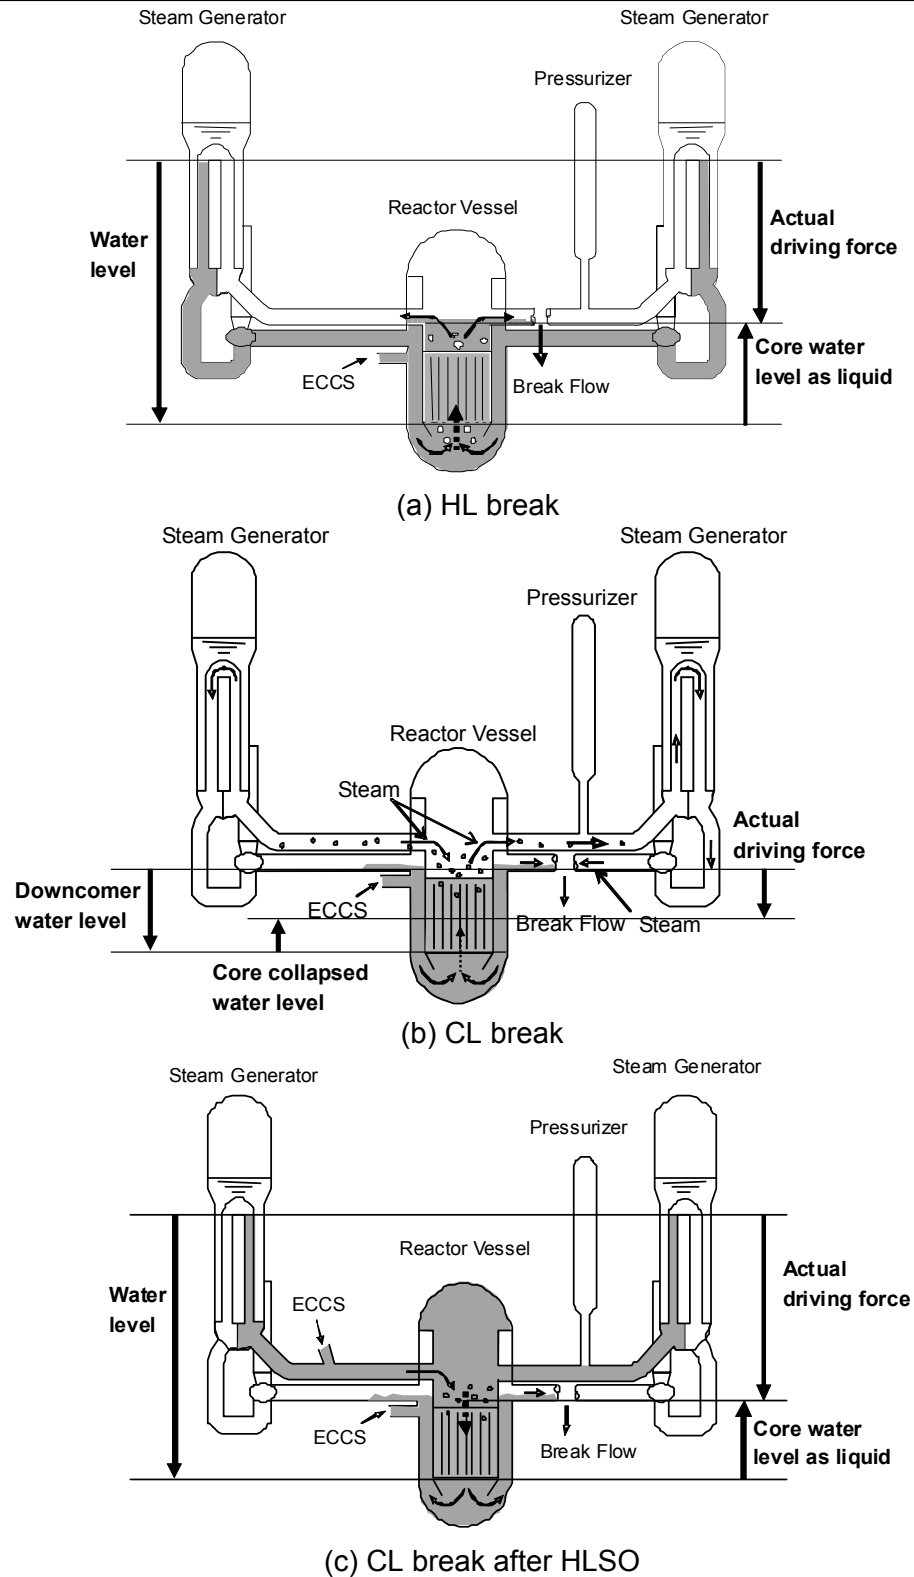 Steam Generator
Steam Generator
Pressurizer
Reactor Vessel
Water
level
Actual
driving force
ECCS
Break Flow
Core water
level as liquid
(a) HL break
Steam Generator
Steam Generator
Pressurizer
Reactor Vessel
Steam
Actual
driving force
Downcomer
water level
ECCS
Break Flow
Steam
Core collapsed
water level
(b) CL break
Steam Generator
Steam Generator
Pressurizer
Reactor Vessel
Water
level
ECCS
Actual
driving force
ECCS
Break Flow
Core water
level as liquid
(c) CL break after HLSO